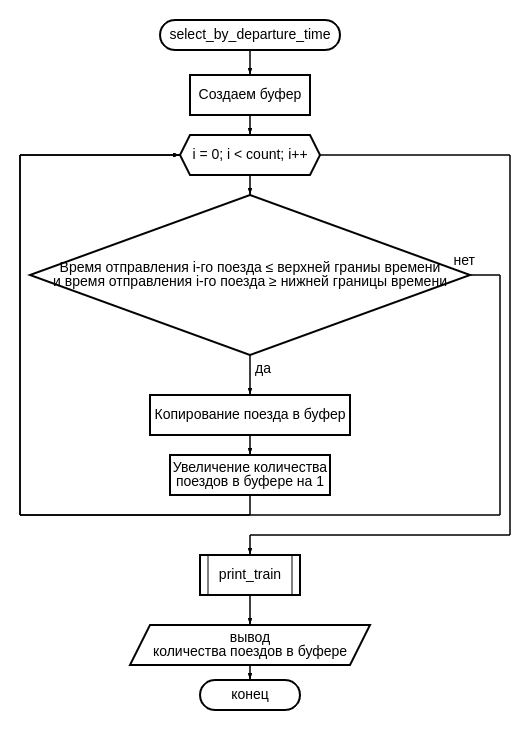 select_by_departure_time
Создаем буфер
i = 0; i < count; i++
Время отправления i-го поезда ≤ верхней граниы времени
и время отправления i-го поезда ≥ нижней границы времени
нет
да
Копирование поезда в буфер
Увеличение количества
поездов в буфере на 1
print_train
вывод
количества поездов в буфере
конец